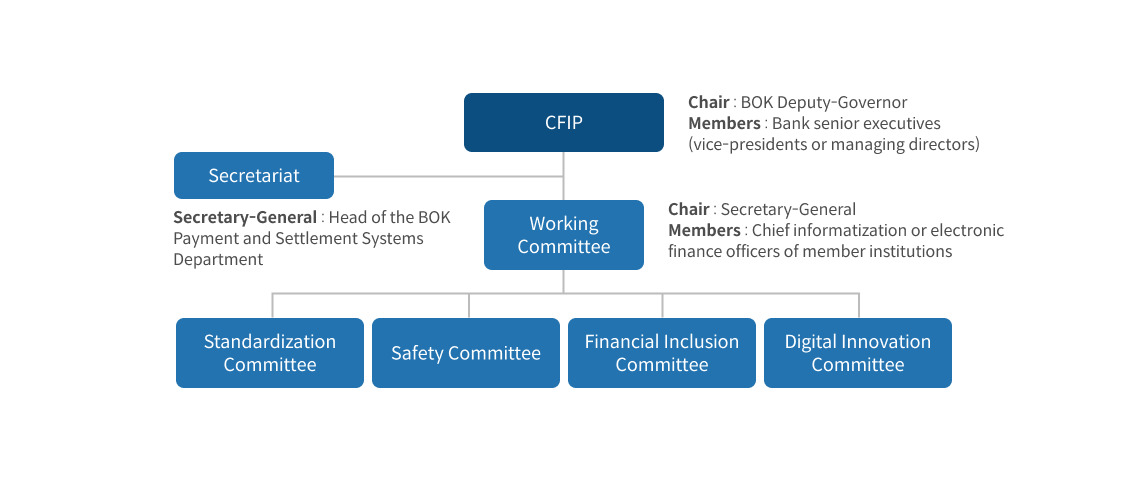 CFIP
Chair : BOK Deputy-Governor
Members : Bank senior executives
(vice-presidents or managing directors)
Secretariat
Secretary-General : Head of the BOK
Payment and Settlement Systems
Department
Working
Committee
Chair : Secretary-General
Members : Chief informatization or electronic
finance officers of member institutions
Standardization
Committee
Safety Committee
Financial Inclusion
Committee
Digital Innovation
Committee